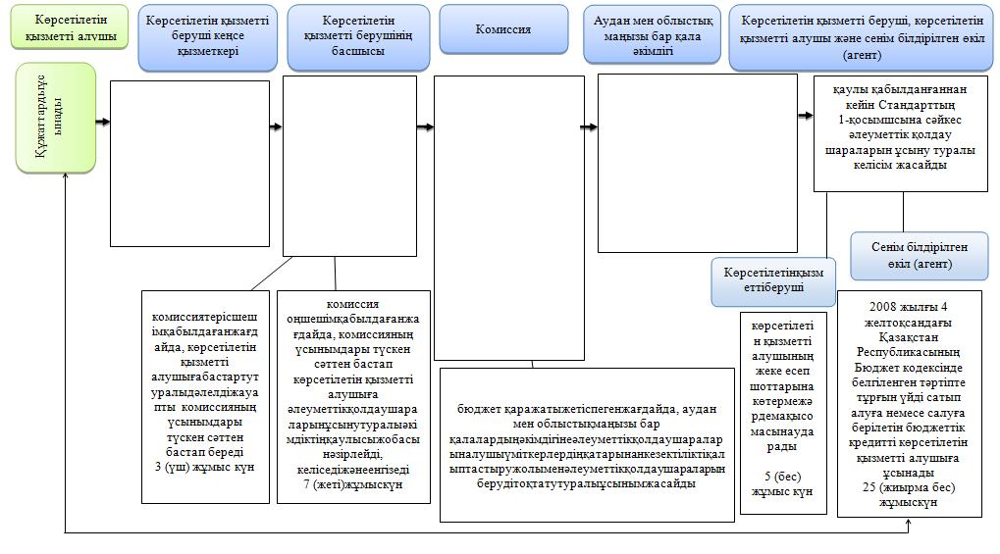 Көрсетілетін
қызметті алушы
Көрсетілетін қызметті
беруші кеңсе
қызметкері
Көрсетілетін
қызметті берушінің
басшысы
Комиссия
Аудан мен облыстық
маңызы бар қала
әкімдігі
Көрсетілетін қызметті беруші, көрсетілетін
қызметті алушы және сенім білдірілген өкіл
(агент)
Құжаттардыұс
ынады
қаулы қабылданғаннан
кейін Стандарттың
1-қосымшсына сәйкес
әлеуметтік қолдау
шараларын ұсыну туралы
келісім жасайды
Сенім білдірілген
өкіл (агент)
Көрсетілетінқызм
еттіберуші
комиссиятерісшеш
імқабылдағанжағд
айда, көрсетілетін
қызметті
алушығабастартут
уралыдәлелдіжауа
пты комиссияның
ұсынымдары
түскен сәттен
бастап береді
3 (үш) жұмыс күн
комиссия
оңшешімқабылдағанжа
ғдайда, комиссияның
ұсынымдары түскен
сәттен бастап
көрсетілетін қызметті
алушыға
әлеуметтікқолдаушара
ларынұсынутуралыәкі
мдіктіңқаулысыжобасы
нәзірлейді,
келіседіжәнеенгізеді
7 (жеті)жұмыскүн
бюджет қаражатыжетіспегенжағдайда, аудан
мен облыстықмаңызы бар
қалалардыңәкімдігінеәлеуметтікқолдаушаралар
ыналушыүміткерлердіңқатарынанкезектіліктіқал
ыптастыружолыменәлеуметтікқолдаушараларын
берудітоқтатутуралыұсынымжасайды
көрсетілеті
н қызметті
алушының
жеке есеп
шоттарына
көтермежә
рдемақысо
масынауда
рады
5 (бес)
жұмыс күн
2008 жылғы 4
желтоқсандағы
Қазақстан
Республикасының
Бюджет кодексінде
белгіленген тәртіпте
тұрғын үйді сатып
алуға немесе салуға
берілетін бюджеттік
кредитті көрсетілетін
қызметті алушыға
ұсынады
25 (жиырма бес)
жұмыскүн